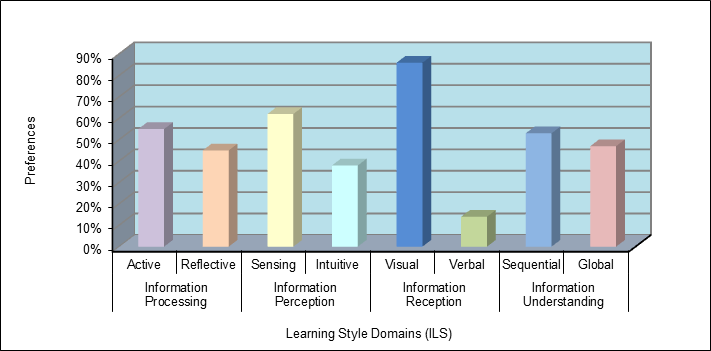 90%
80%
70%
60%
50%
40%
30%
20%
10%
0%
Preferences
Active Reflective Sensing Intuitive Visual Verbal Sequential Global
Information Processing
Information Perception
Information Reception
Information Understanding
Learning Style Domains (ILS)